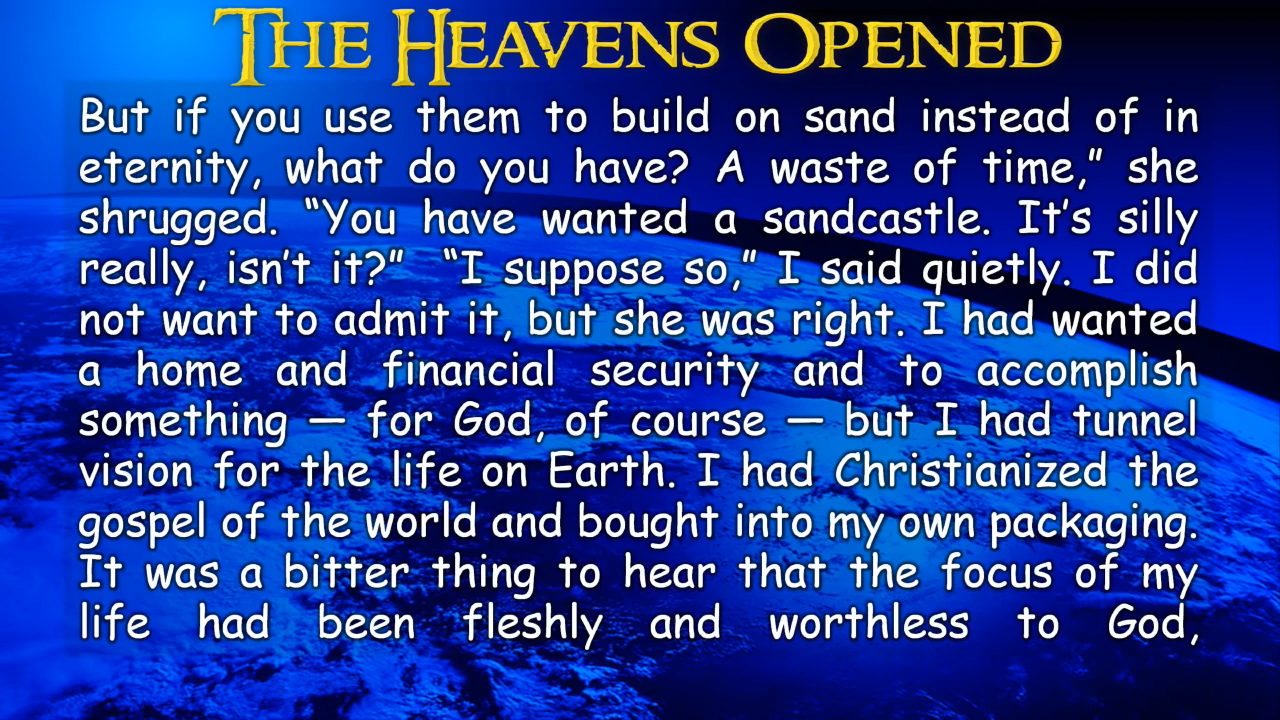 THE HEAVENS OPENED
But if you use them to build on sand instead of in
eternity, what do you have? A waste of time,” she
shrugged. “You have wanted a sandcastle. It’s silly
really, isn’t it?” “I suppose so,” I said quietly. I did
not want to admit it, but she was right. I had wanted
a home and financial security and to accomplish
something — for God, of course — but I had tunnel
vision for the life on Earth. I had Christianized the
gospel of the world and bought into my own packaging.
It was a bitter thing to hear that the focus of my
life had been fleshly and worthless to God,